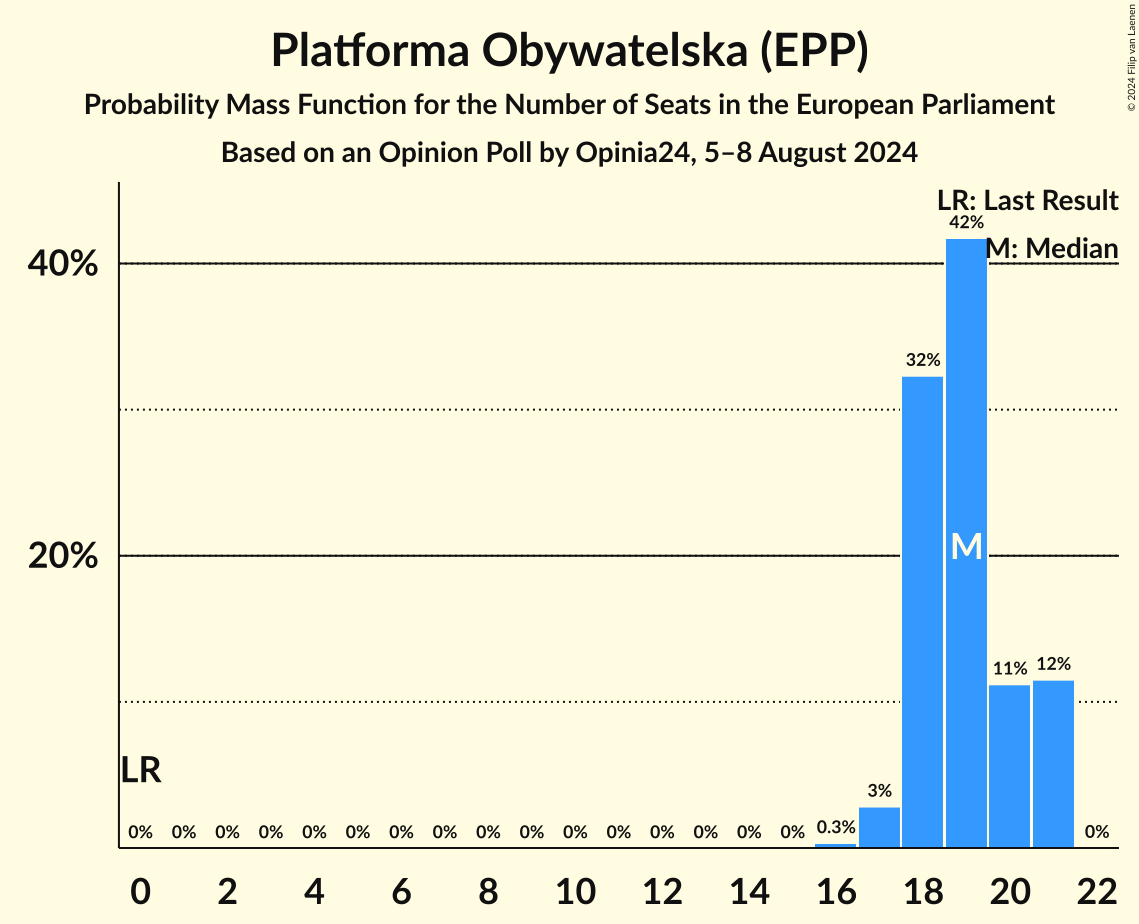 Platforma Obywatelska (EPP)
Probability Mass Function for the Number of Seats in the European Parliament
Based on an Opinion Poll by Opinia24, 5–8 August 2024
© 2024 Filip van Laenen
LR: Last Result
M: Median
40%
20%
42%
32%
M
11%
12%
LR
3%
0% 0% 0% 0% 0% 0% 0% 0% 0% 0% 0% 0% 0% 0% 0% 0% 0.3% 0%
0 2 4 6 8 10 12 14 16 18 20 22